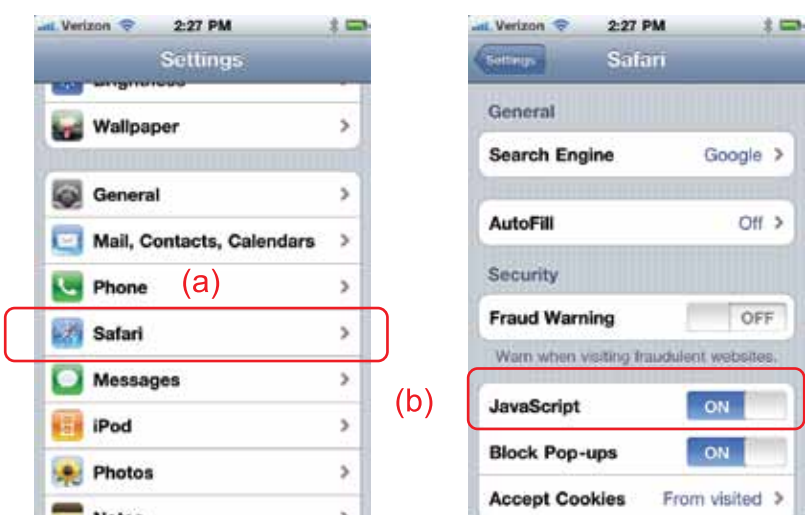 Verizon 2:27 PM
Settings
Brightness
Wallpaper
General
Mail, Contacts, Calendars
Phone
(a)
Safari
Messages
iPod
Photos
Notes
Verizon 2:27 PM
Settings Safari
General
Search Engine Google
AutoFill Off
Security
Fraud Warning OFF
Warn when visiting fraudulent websites.
(b)
JavaScript ON
Block Pop-ups ON
Accept Cookies From visited